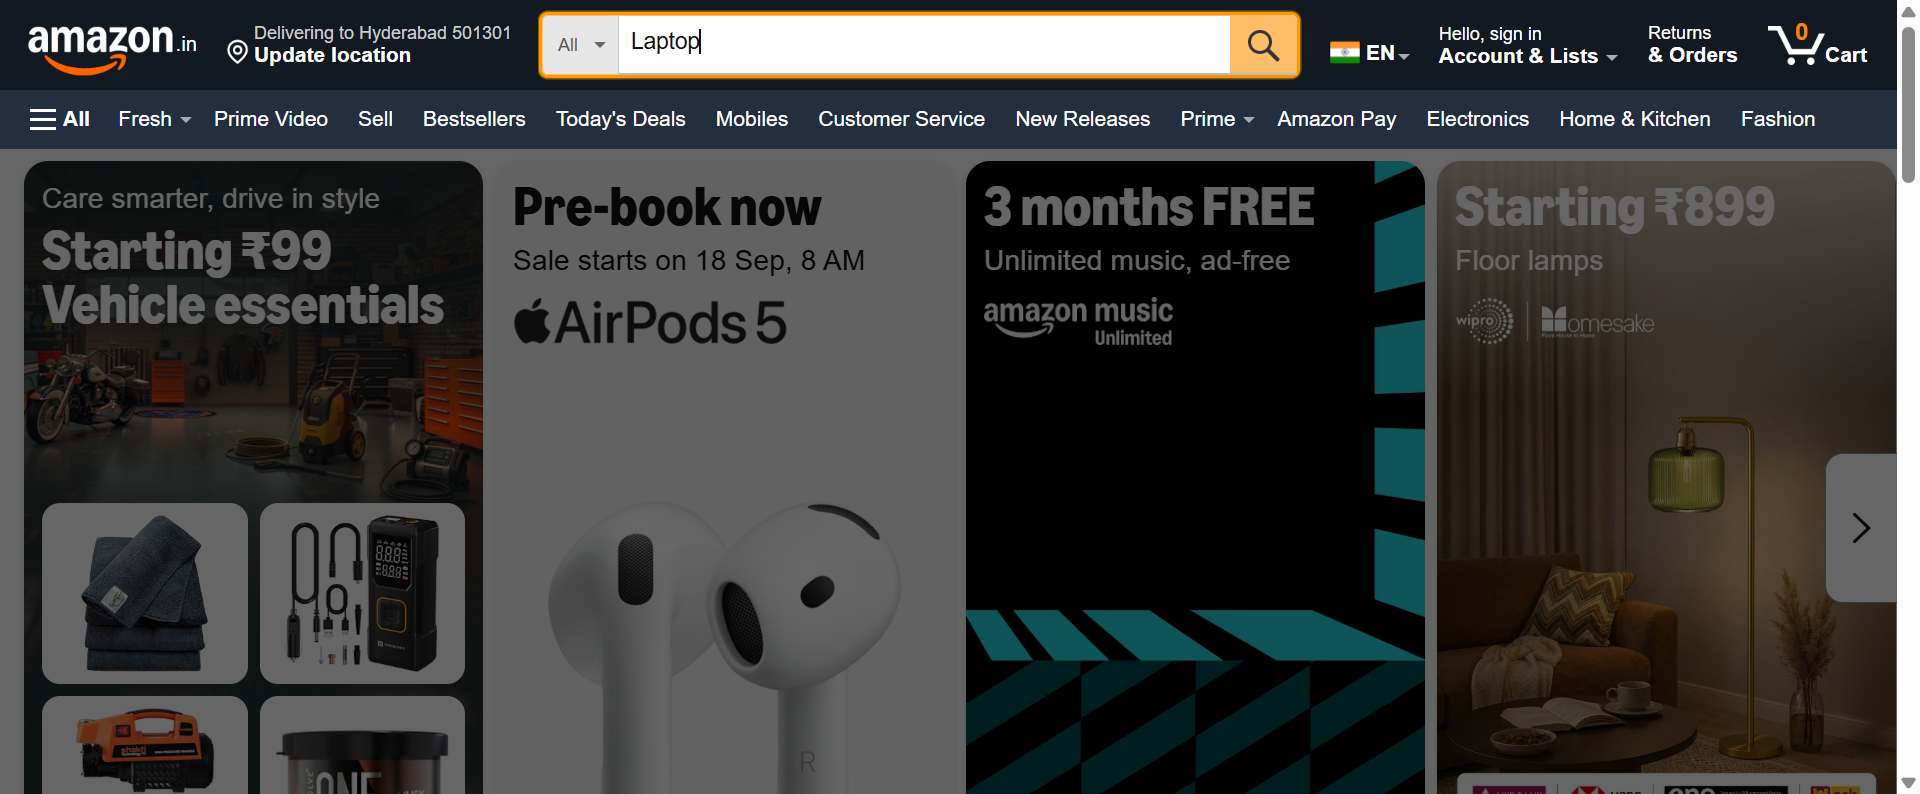 amazon.in
Delivering to Hyderabad 501301
Update location
All
Laptop
EN
Hello, sign in
Account & Lists
Returns
& Orders
0
Cart
All
Fresh
Prime Video
Sell
Bestsellers
Today's Deals
Mobiles
Customer Service
New Releases
Prime
Amazon Pay
Electronics
Home & Kitchen
Fashion
Care smarter, drive in style
Starting ₹99
Vehicle essentials
Pre-book now
Sale starts on 18 Sep, 8 AM
AirPods 5
R
3 months FREE
Unlimited music, ad-free
amazon music
Unlimited
Starting ₹899
Floor lamps
wipro
Homesake
shakti
ONE